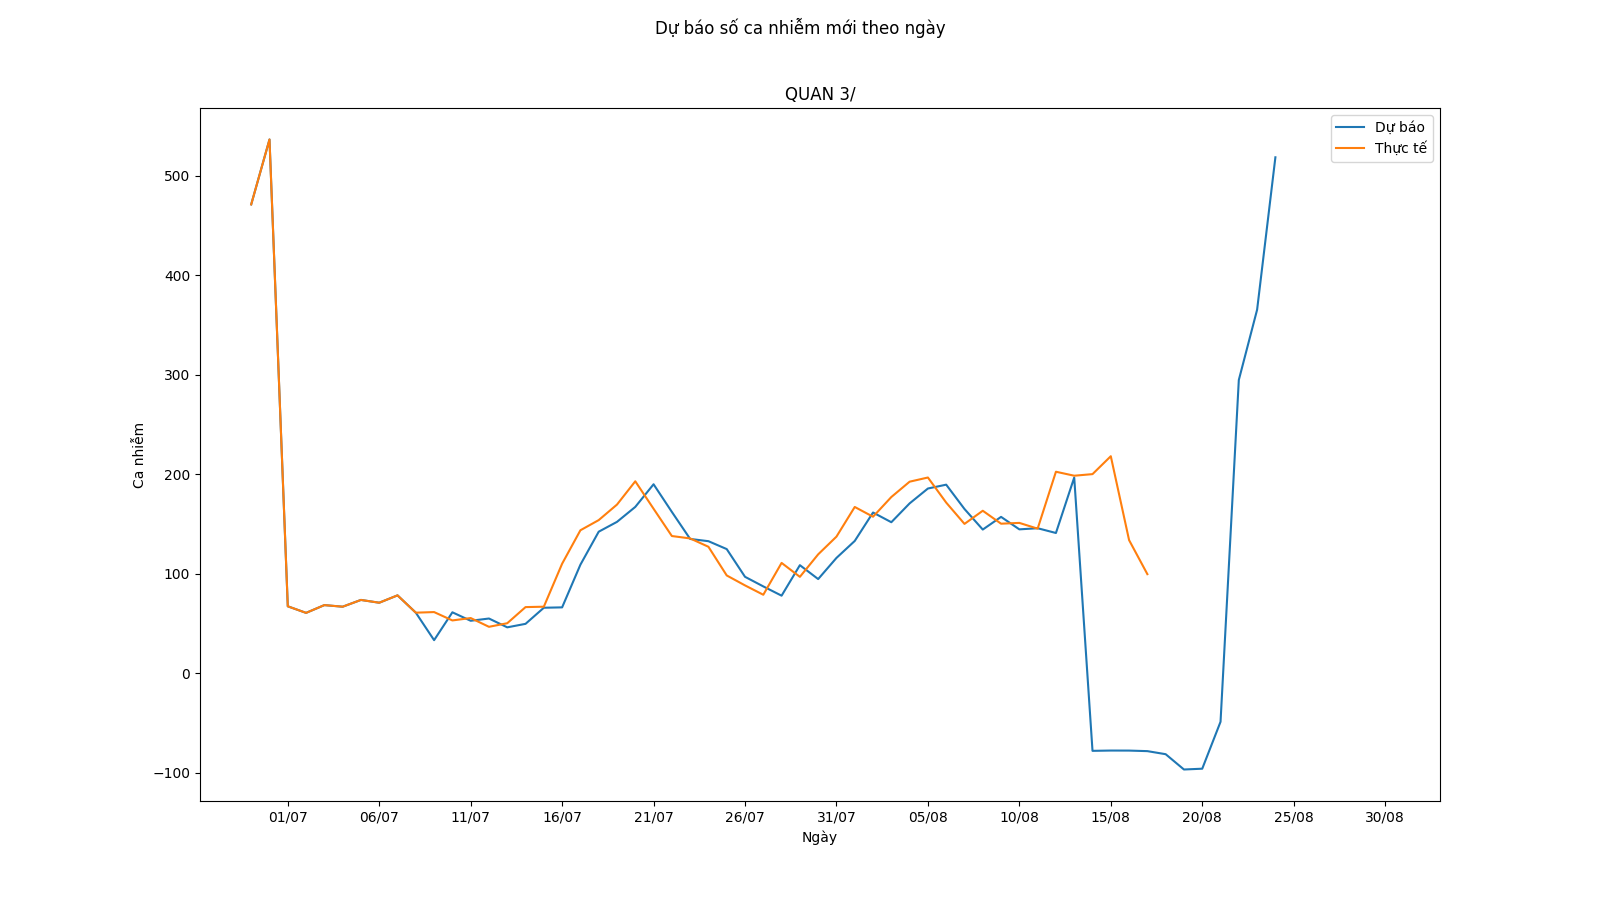 Dự báo số ca nhiễm mới theo ngày
QUAN 3/
Dự báo
Thực tế
500
400
300
200
100
0
−100
Ca nhiễm
01/07 06/07 11/07 16/07 21/07 26/07 31/07 05/08 10/08 15/08 20/08 25/08 30/08
Ngày